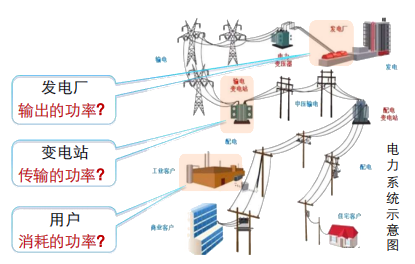 发电厂
输出的功率?
变电站
传输的功率?
用户
消耗的功率?
输电
电力
变压器
发电厂
发电
输电
变电站
中压输电
配电
变电站
配电
配电
工业客户
商业客户
住宅客户
电力系统示意图